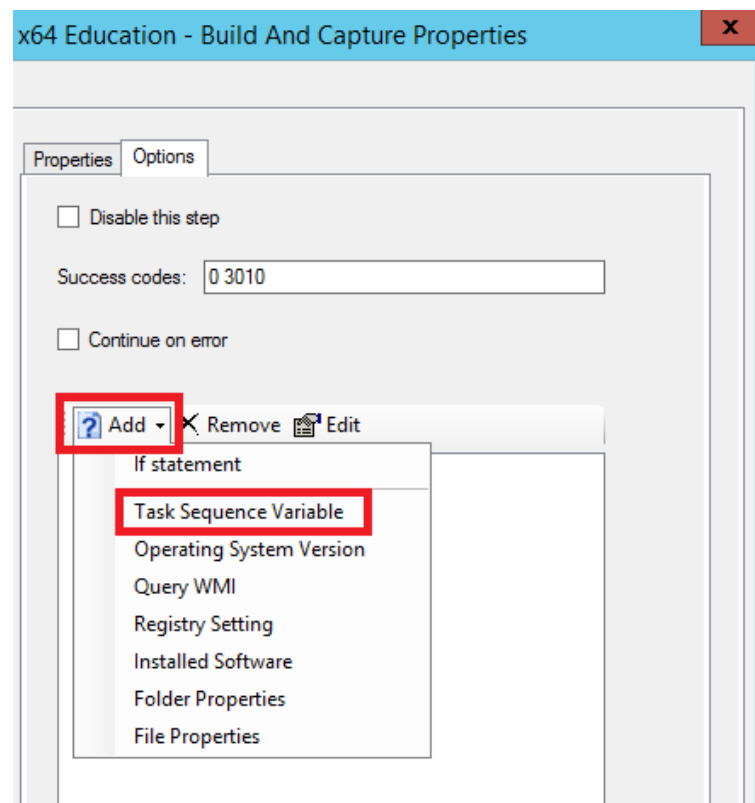 x64 Education - Build And Capture Properties
x
Properties Options
Disable this step
Success codes: 0 3010
Continue on error
? Add Remove Edit
If statement
Task Sequence Variable
Operating System Version
Query WMI
Registry Setting
Installed Software
Folder Properties
File Properties